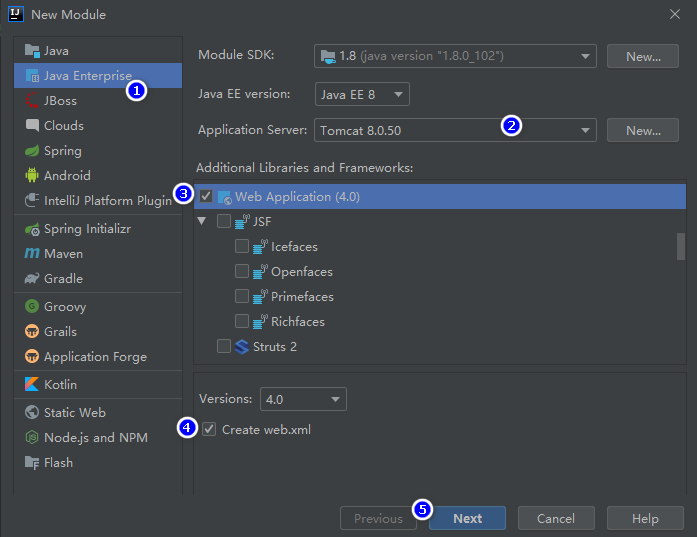 IJ New Module
Java
Java Enterprise
1
JBoss
Clouds
Spring
Android
IntelliJ Platform Plugin
Spring Initializr
Maven
Gradle
Groovy
Grails
Application Forge
Kotlin
Static Web
Node.js and NPM
Flash
Module SDK: 1.8 (java version "1.8.0_102") New...
Java EE version: Java EE 8
Application Server: Tomcat 8.0.50 2 New...
Additional Libraries and Frameworks:
3 Web Application (4.0)
JSF
Icefaces
Openfaces
Primefaces
Richfaces
Struts 2
Versions: 4.0
4 Create web.xml
Previous 5 Next Cancel Help